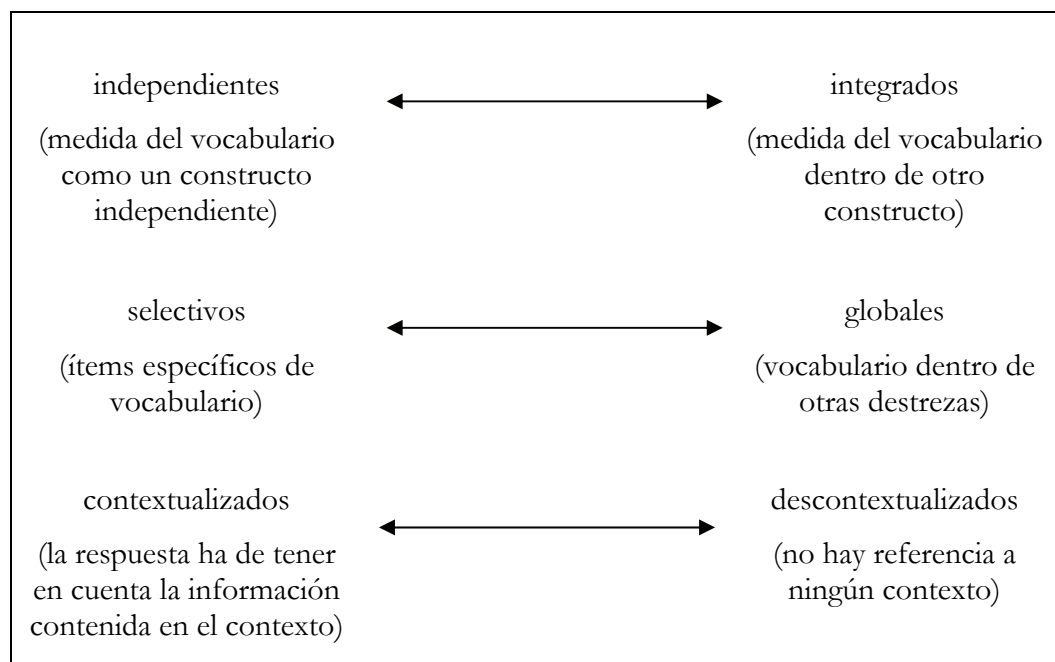 independientes
integrados
(medida del vocabulario
como un constructo
independiente)
(medida del vocabulario
dentro de otro
constructo)
selectivos
globales
(ítems específicos de
vocabulario)
(vocabulario dentro de
otras destrezas)
contextualizados
descontextualizados
(la respuesta ha de tener
en cuenta la información
contenida en el contexto)
(no hay referencia a
ningún contexto)